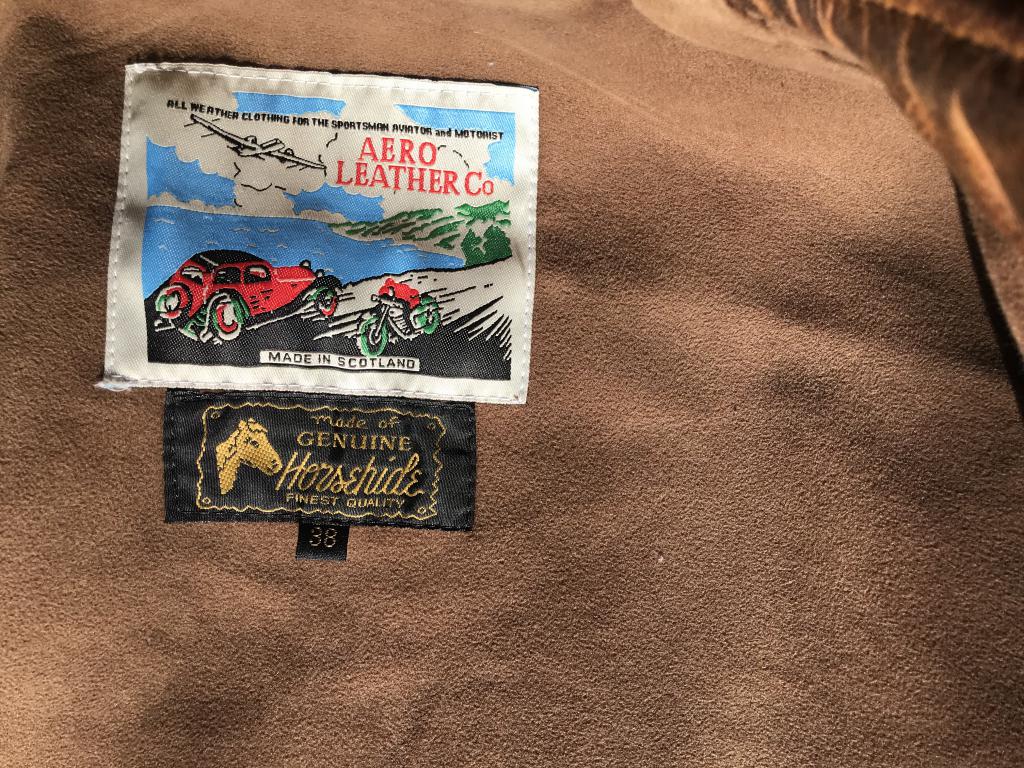 ALL WEATHER CLOTHING FOR THE SPORTSMAN AVIATOR and MOTORIST
AERO
LEATHER Co
MADE IN SCOTLAND
Made of
GENUINE
Horsehide
FINEST QUALITY
38